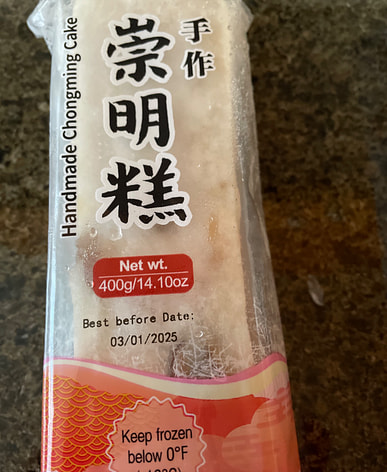 手作
崇明糕
Handmade Chongming Cake
Net wt.
400g/14.10oz
Best before Date:
03/01/2025
Keep frozen
below 0°F